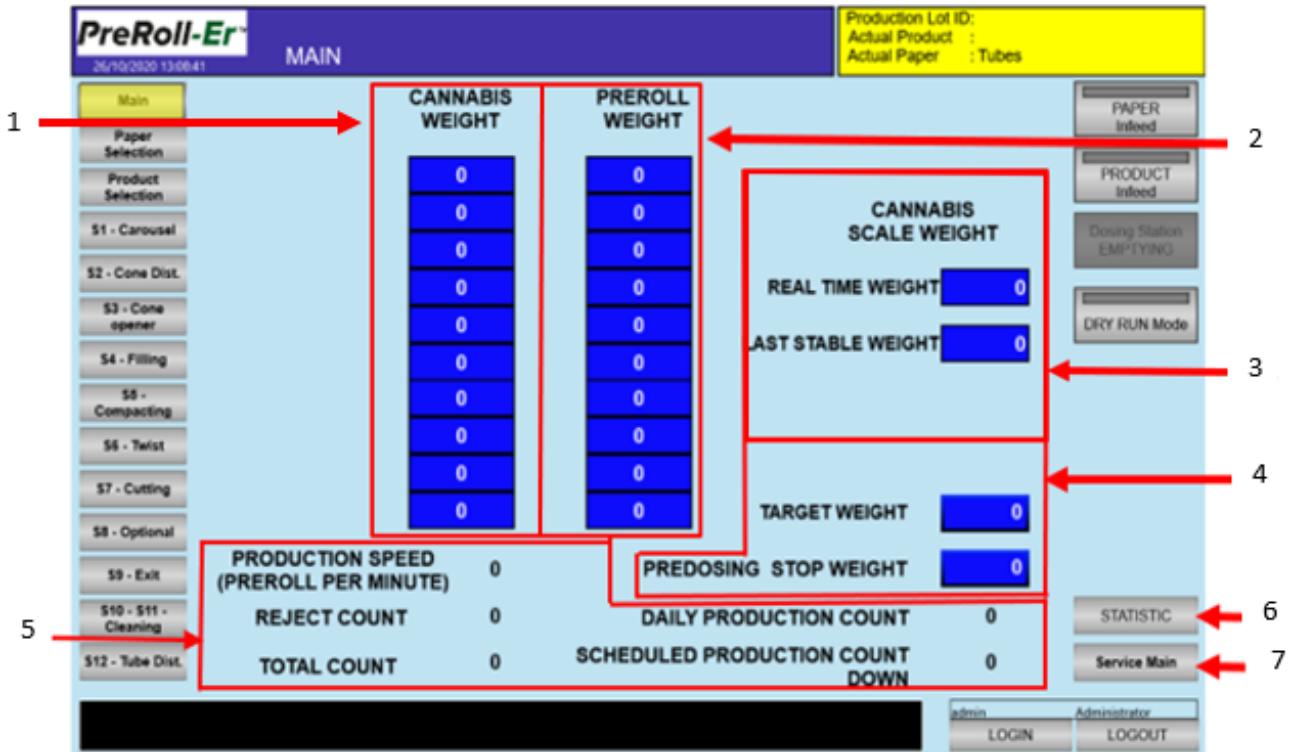 PreRoll-Er™
26/10/2020 13:08:41
MAIN
Production Lot ID:
Actual Product :
Actual Paper : Tubes
Main
Paper
Selection
Product
Selection
S1 - Carousel
S2 - Cone Dist.
S3 - Cone
opener
S4 - Filling
S5 -
Compacting
S6 - Twist
S7 - Cutting
S8 - Optional
S9 - Exit
S10 - S11 -
Cleaning
S12 - Tube Dist.
1
CANNABIS
WEIGHT
0
0
0
0
0
0
0
0
0
0
PREROLL
WEIGHT
0
0
0
0
0
0
0
0
0
0
2
CANNABIS
SCALE WEIGHT
REAL TIME WEIGHT 0
LAST STABLE WEIGHT 0
3
TARGET WEIGHT 0
PREDOSING STOP WEIGHT 0
4
PRODUCTION SPEED
(PREROLL PER MINUTE) 0
REJECT COUNT 0
TOTAL COUNT 0
DAILY PRODUCTION COUNT 0
SCHEDULED PRODUCTION COUNT
DOWN 0
5
PAPER
Infeed
PRODUCT
Infeed
Dosing Station
EMPTYING
DRY RUN Mode
STATISTIC
6
Service Main
7
admin Administrator
LOGIN LOGOUT